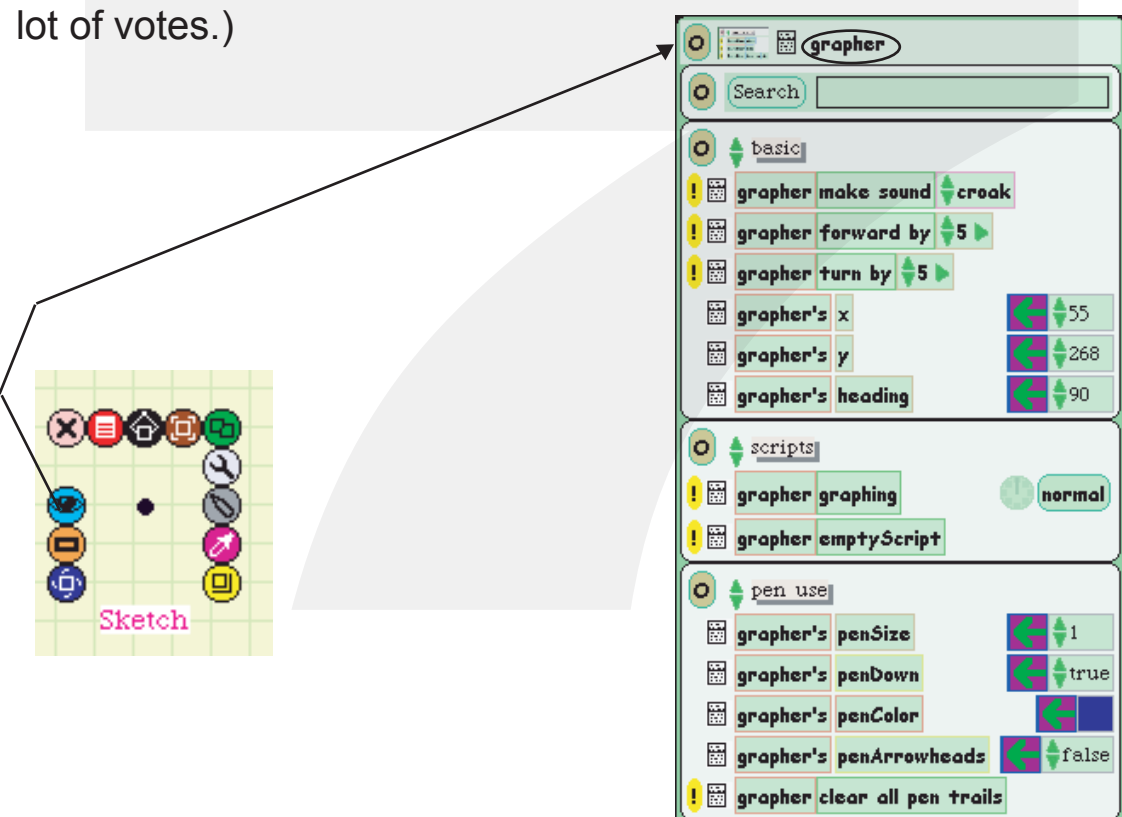 lot of votes.)
grapher
Search
basic
grapher make sound croak
grapher forward by 5
grapher turn by 5
grapher's x 55
grapher's y 268
grapher's heading 90
scripts
grapher graphing normal
grapher emptyScript
pen use
grapher's penSize 1
grapher's penDown true
grapher's penColor
grapher's penArrowheads false
grapher clear all pen trails
Sketch